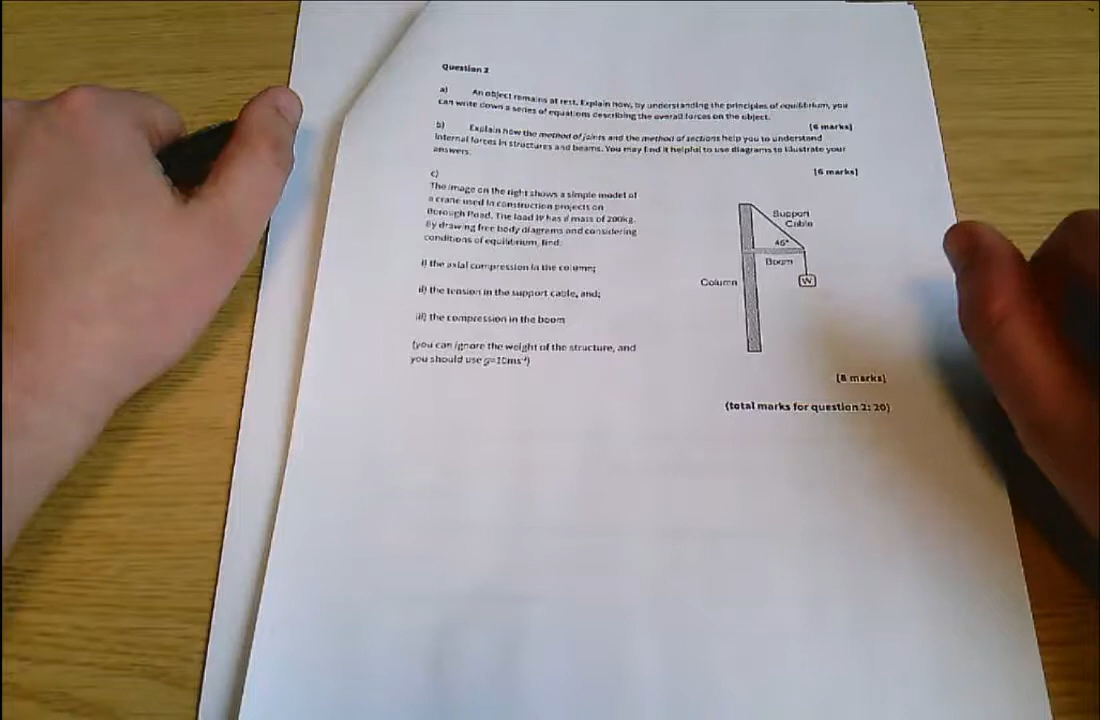 Question 2
a) An object remains at rest. Explain how, by understanding the principles of equilibrium, you
can write down a series of equations describing the overall forces on the object.
[6 marks]
b) Explain how the method of joints and the method of sections help you to understand
internal forces in structures and beams. You may find it helpful to use diagrams to illustrate your
answers.
[6 marks]
c)
The image on the right shows a simple model of
a crane used in construction projects on
Borough Road. The load W has a mass of 200kg.
By drawing free body diagrams and considering
conditions of equilibrium, find:
i) the axial compression in the column;
ii) the tension in the support cable, and;
iii) the compression in the boom
(you can ignore the weight of the structure, and
you should use g=10ms⁻²)
Support
Cable
45°
Boom
Column
W
[8 marks]
(total marks for question 2: 20)